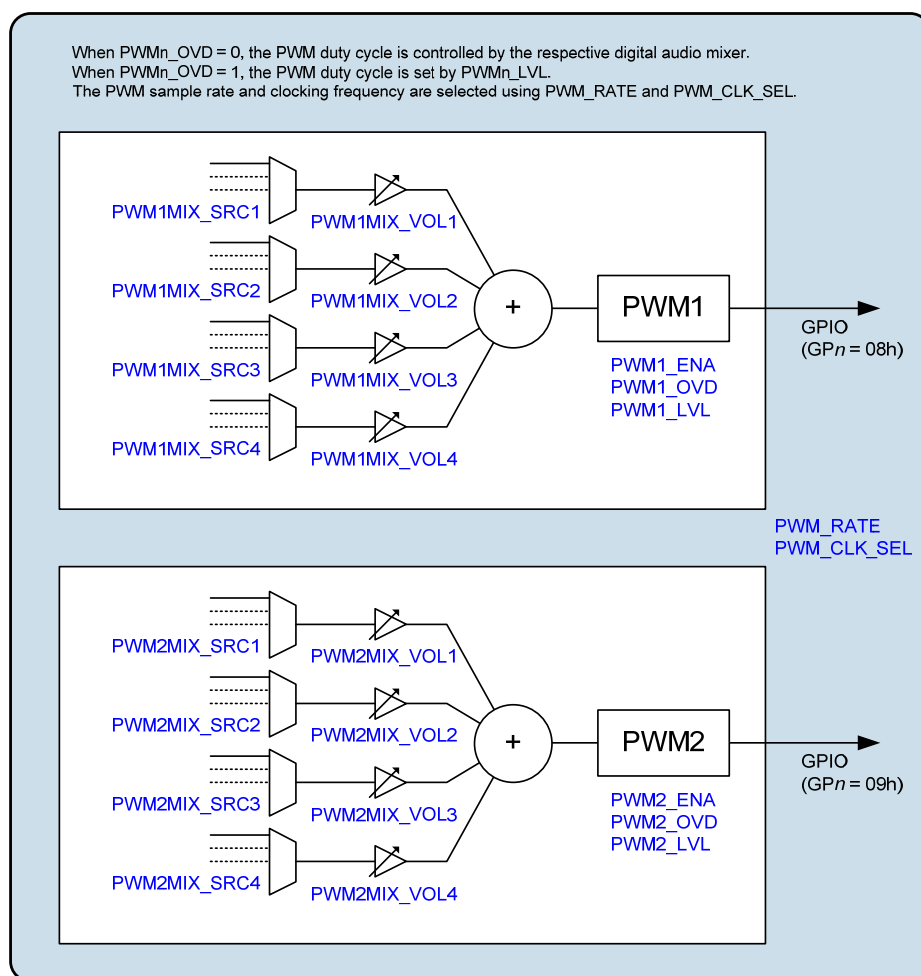 When PWMn_OVD = 0, the PWM duty cycle is controlled by the respective digital audio mixer.
When PWMn_OVD = 1, the PWM duty cycle is set by PWMn_LVL.
The PWM sample rate and clocking frequency are selected using PWM_RATE and PWM_CLK_SEL.
PWM1MIX_SRC1
PWM1MIX_VOL1
PWM1MIX_SRC2
PWM1MIX_VOL2
PWM1MIX_SRC3
PWM1MIX_VOL3
PWM1MIX_SRC4
PWM1MIX_VOL4
+
PWM1
PWM1_ENA
PWM1_OVD
PWM1_LVL
GPIO
(GPn = 08h)
PWM_RATE
PWM_CLK_SEL
PWM2MIX_SRC1
PWM2MIX_VOL1
PWM2MIX_SRC2
PWM2MIX_VOL2
PWM2MIX_SRC3
PWM2MIX_VOL3
PWM2MIX_SRC4
PWM2MIX_VOL4
+
PWM2
PWM2_ENA
PWM2_OVD
PWM2_LVL
GPIO
(GPn = 09h)